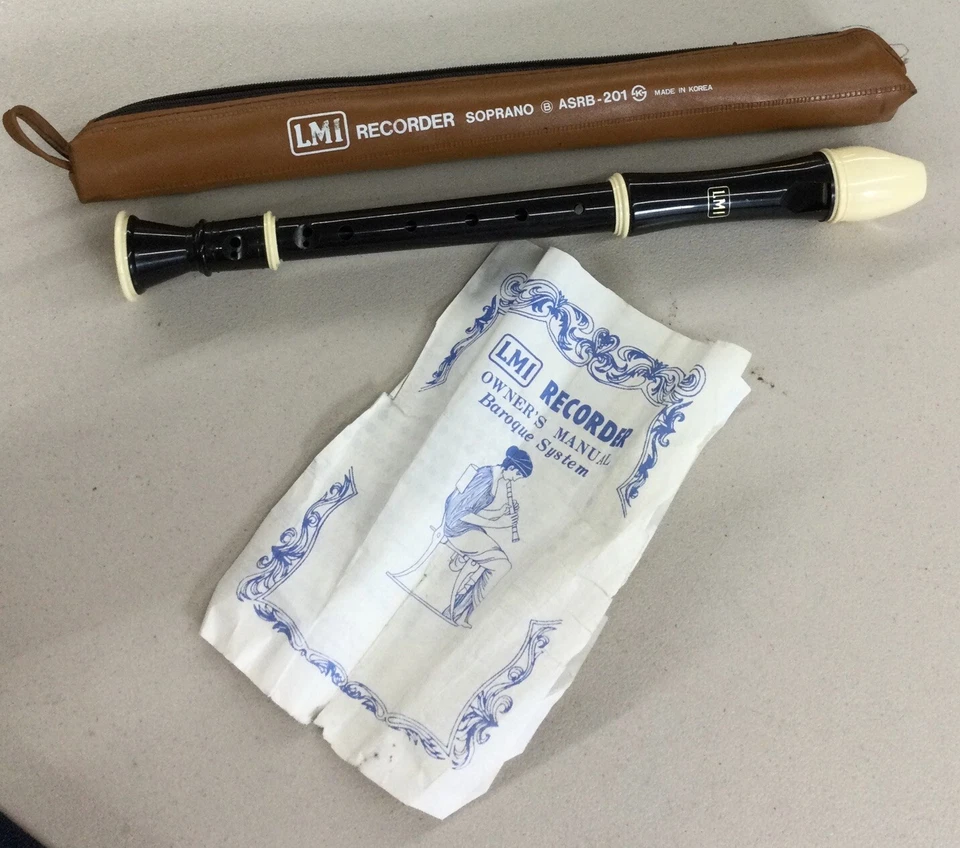 LMI RECORDER SOPRANO Ⓑ ASRB-201 MADE IN KOREA
LMI
LMI RECORDER
OWNER'S MANUAL
Baroque System